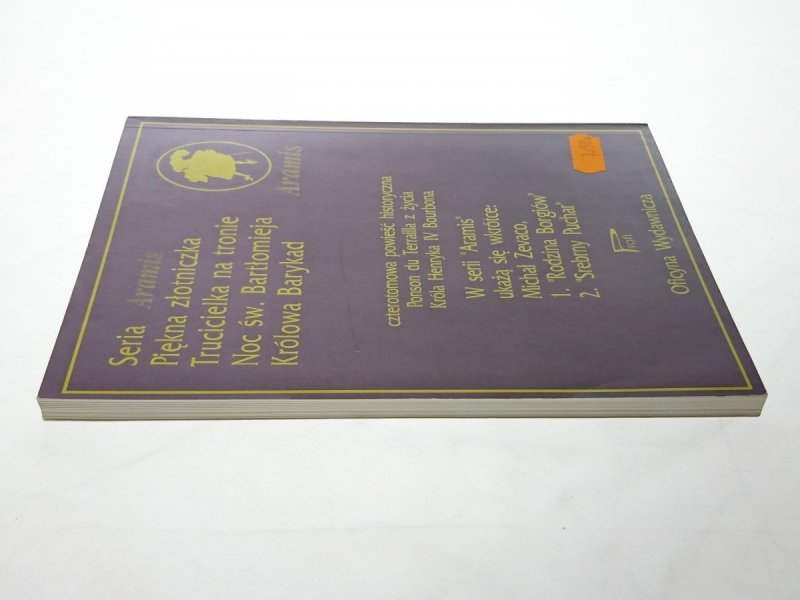 Aramis
Seria Aramis
Piękna złotniczka
Trucicielka na tronie
Noc św. Bartłomieja
Królowa Barykad
czterotomowa powieść historyczna
Ponson du Terrailla z życia
Króla Henryka IV Bourbona
W serii "Aramis"
ukażą się wkrótce:
Michał Zevaco,
1. "Rodzina Borgiów"
2. "Srebrny Puchar"
Profi
Oficyna Wydawnicza